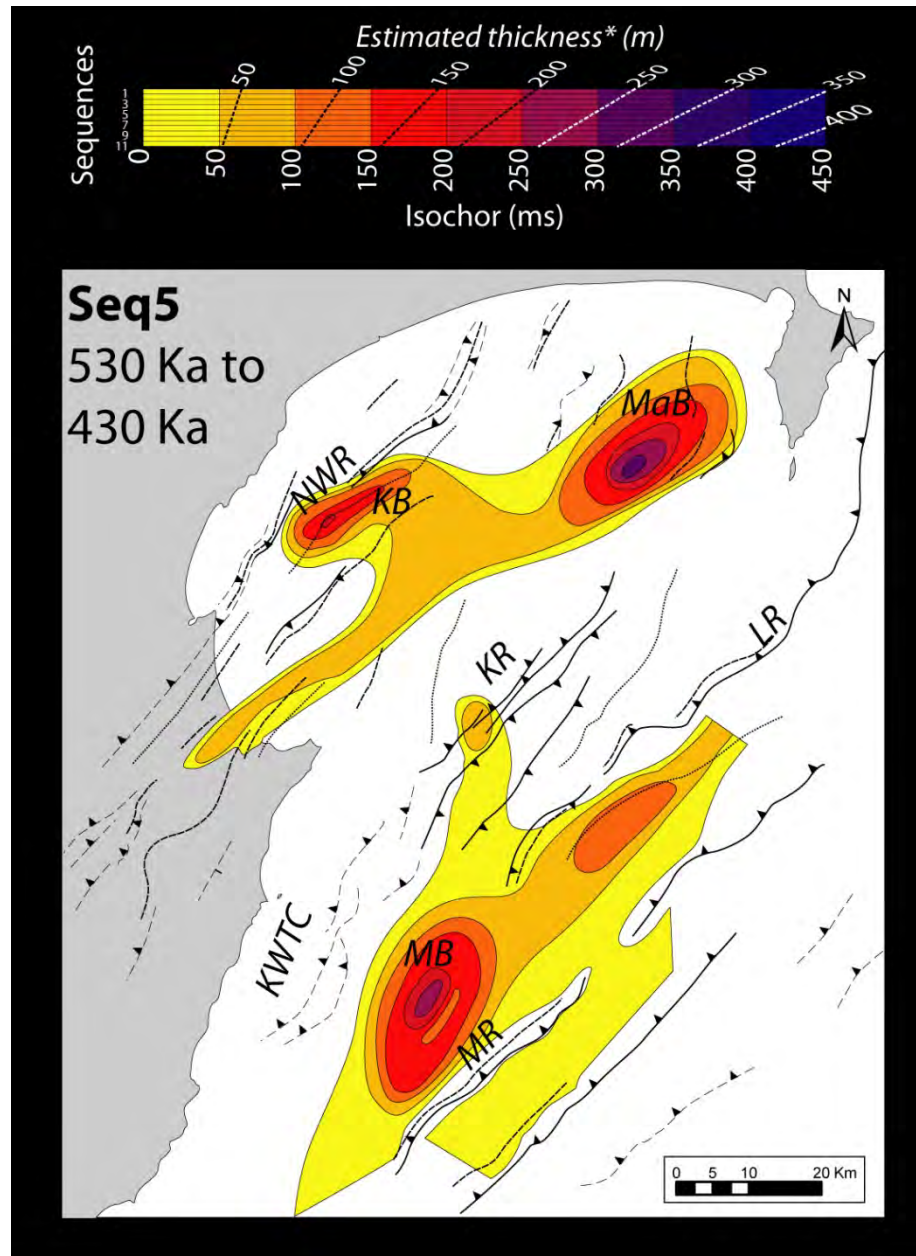 Estimated thickness* (m)
50 100 150 200 250 300 350
400
Sequences
1
3
5
7
9
11
0 50 100 150 200 250 300 350 400 450
Isochor (ms)
Seq5
530 Ka to
430 Ka
N
MaB
NWR
KB
LR
KR
KWTC
MB
MR
0 5 10 20 Km